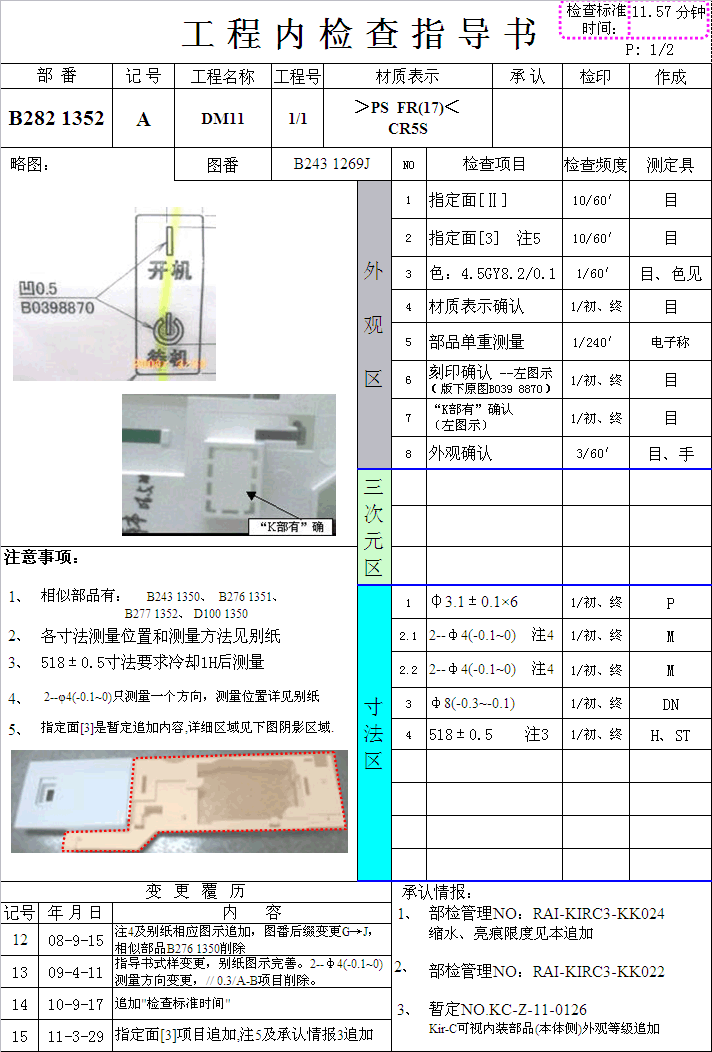 工程内检查指导书
检查标准时间：
11.57 分钟
P: 1/2
部 番 记 号 工程名称 工程号 材质表示 承 认 检印 作成
B282 1352 A DM11 1/1 ＞PS FR(17)＜
CR5S
略图： 图番 B243 1269J NO 检查项目 检查频度 测定具
外观区
1 指定面[Ⅱ] 10/60′ 目
2 指定面[3] 注5 10/60′ 目
3 色：4.5GY8.2/0.1 1/60′ 目、色见
4 材质表示确认 1/初、终 目
5 部品单重测量 1/240′ 电子称
6 刻印确认 --左图示
（版下原图B039 8870） 1/初、终 目
7 “K部有”确认
（左图示） 1/初、终 目
8 外观确认 3/60′ 目、手
开机
凹0.5
B0398870
待机
“K部有”确
三次元区
寸法区
1 φ3.1±0.1×6 1/初、终 P
2.1 2--φ4(-0.1~0) 注4 1/初、终 M
2.2 2--φ4(-0.1~0) 注4 1/初、终 M
3 φ8(-0.3~-0.1) 1/初、终 DN
4 518±0.5 注3 1/初、终 H、ST
注意事项：
1、 相似部品有： B243 1350、 B276 1351、
B277 1352、 D100 1350
2、 各寸法测量位置和测量方法见别纸
3、 518±0.5寸法要求冷却1H后测量
4、 2--φ4(-0.1~0)只测量一个方向，测量位置详见别纸
5、 指定面[3]是暂定追加内容,详细区域见下图阴影区域.
变 更 覆 历
记号 年 月 日 内 容
12 08-9-15 注4及别纸相应图示追加，图番后缀变更G→J，
相似部品B276 1350削除
13 09-4-11 指导书式样变更，别纸图示完善。2--φ4(-0.1~0)
测量方向变更，// 0.3/A-B项目削除。
14 10-9-17 追加"检查标准时间"
15 11-3-29 指定面[3]项目追加,注5及承认情报3追加
承认情报：
1、 部检管理NO：RAI-KIRC3-KK024
缩水、亮痕限度见本追加
2、 部检管理NO：RAI-KIRC3-KK022
3、 暂定NO.KC-Z-11-0126
Kir-C可视内装部品(本体侧)外观等级追加